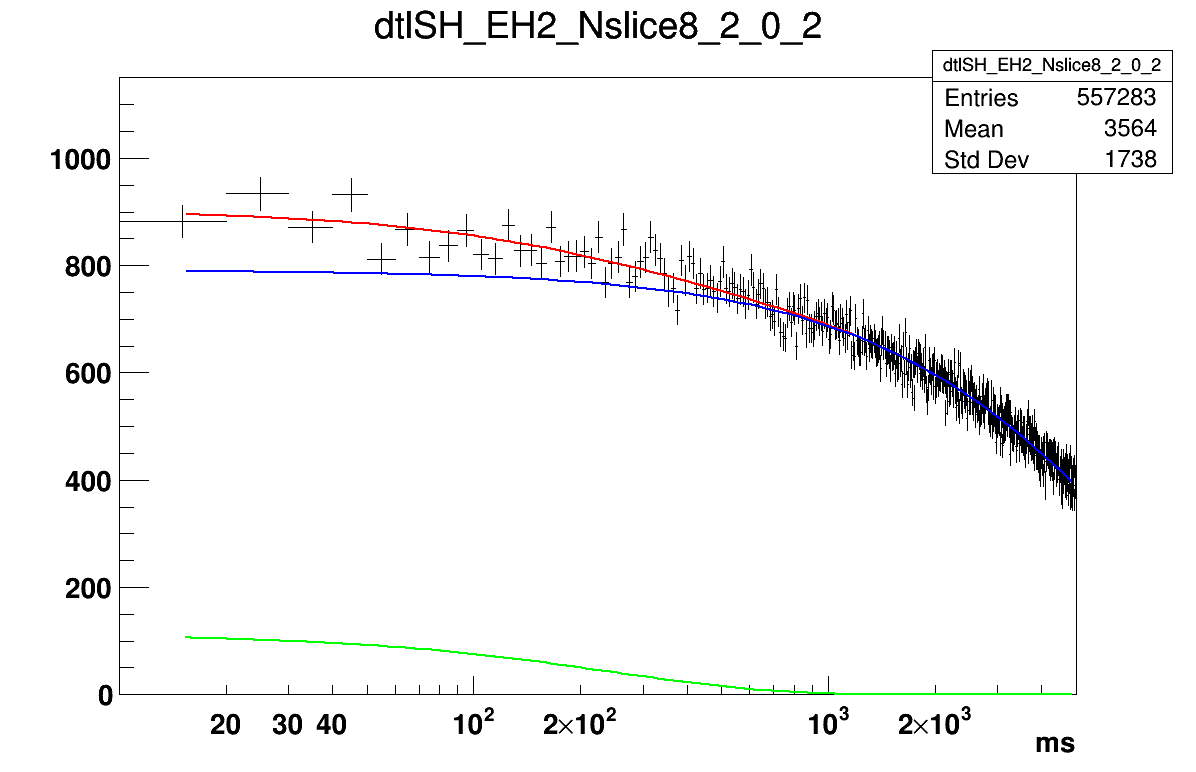 dtlSH_EH2_Nslice8_2_0_2
dtlSH_EH2_Nslice8_2_0_2
Entries 557283
Mean 3564
Std Dev 1738
1000
800
600
400
200
0
20 30 40 10² 2×10² 10³ 2×10³
ms